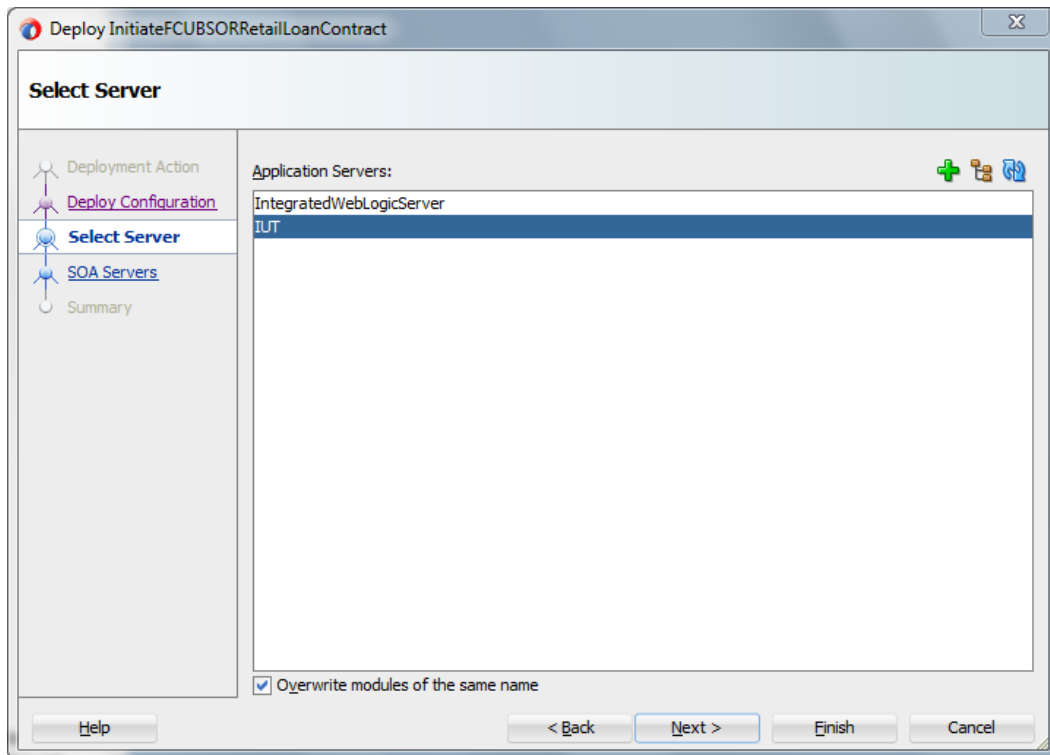 Deploy InitiateFCUBSORRetailLoanContract
Select Server
Deployment Action
Deploy Configuration
Select Server
SOA Servers
Summary
Application Servers:
IntegratedWebLogicServer
IUT
Overwrite modules of the same name
Help
< Back
Next >
Finish
Cancel